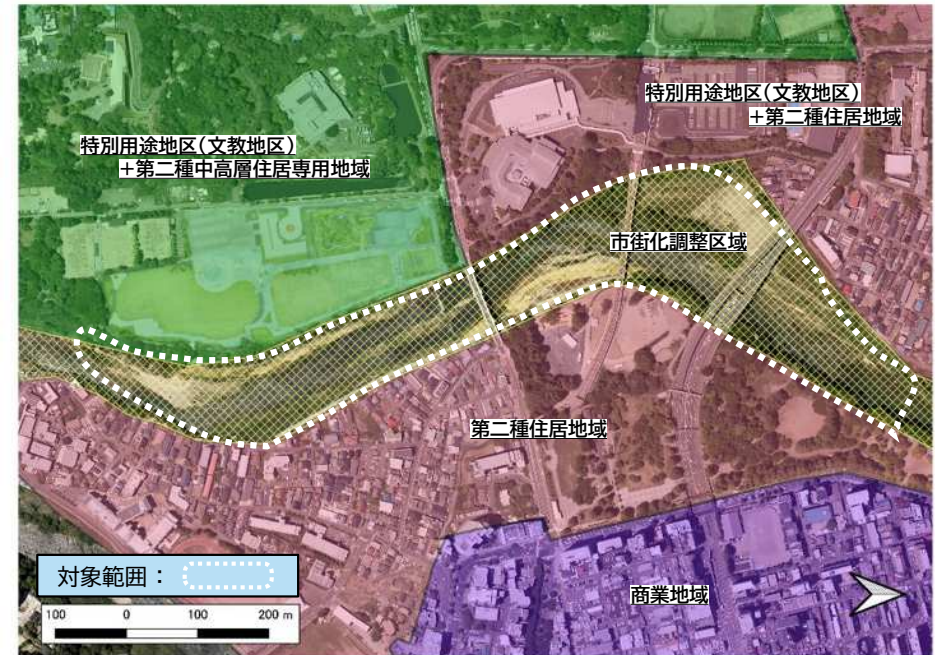 特別用途地区(文教地区)
+第二種住居地域
特別用途地区(文教地区)
+第二種中高層住居専用地域
市街化調整区域
第二種住居地域
商業地域
対象範囲：
100 0 100 200 m